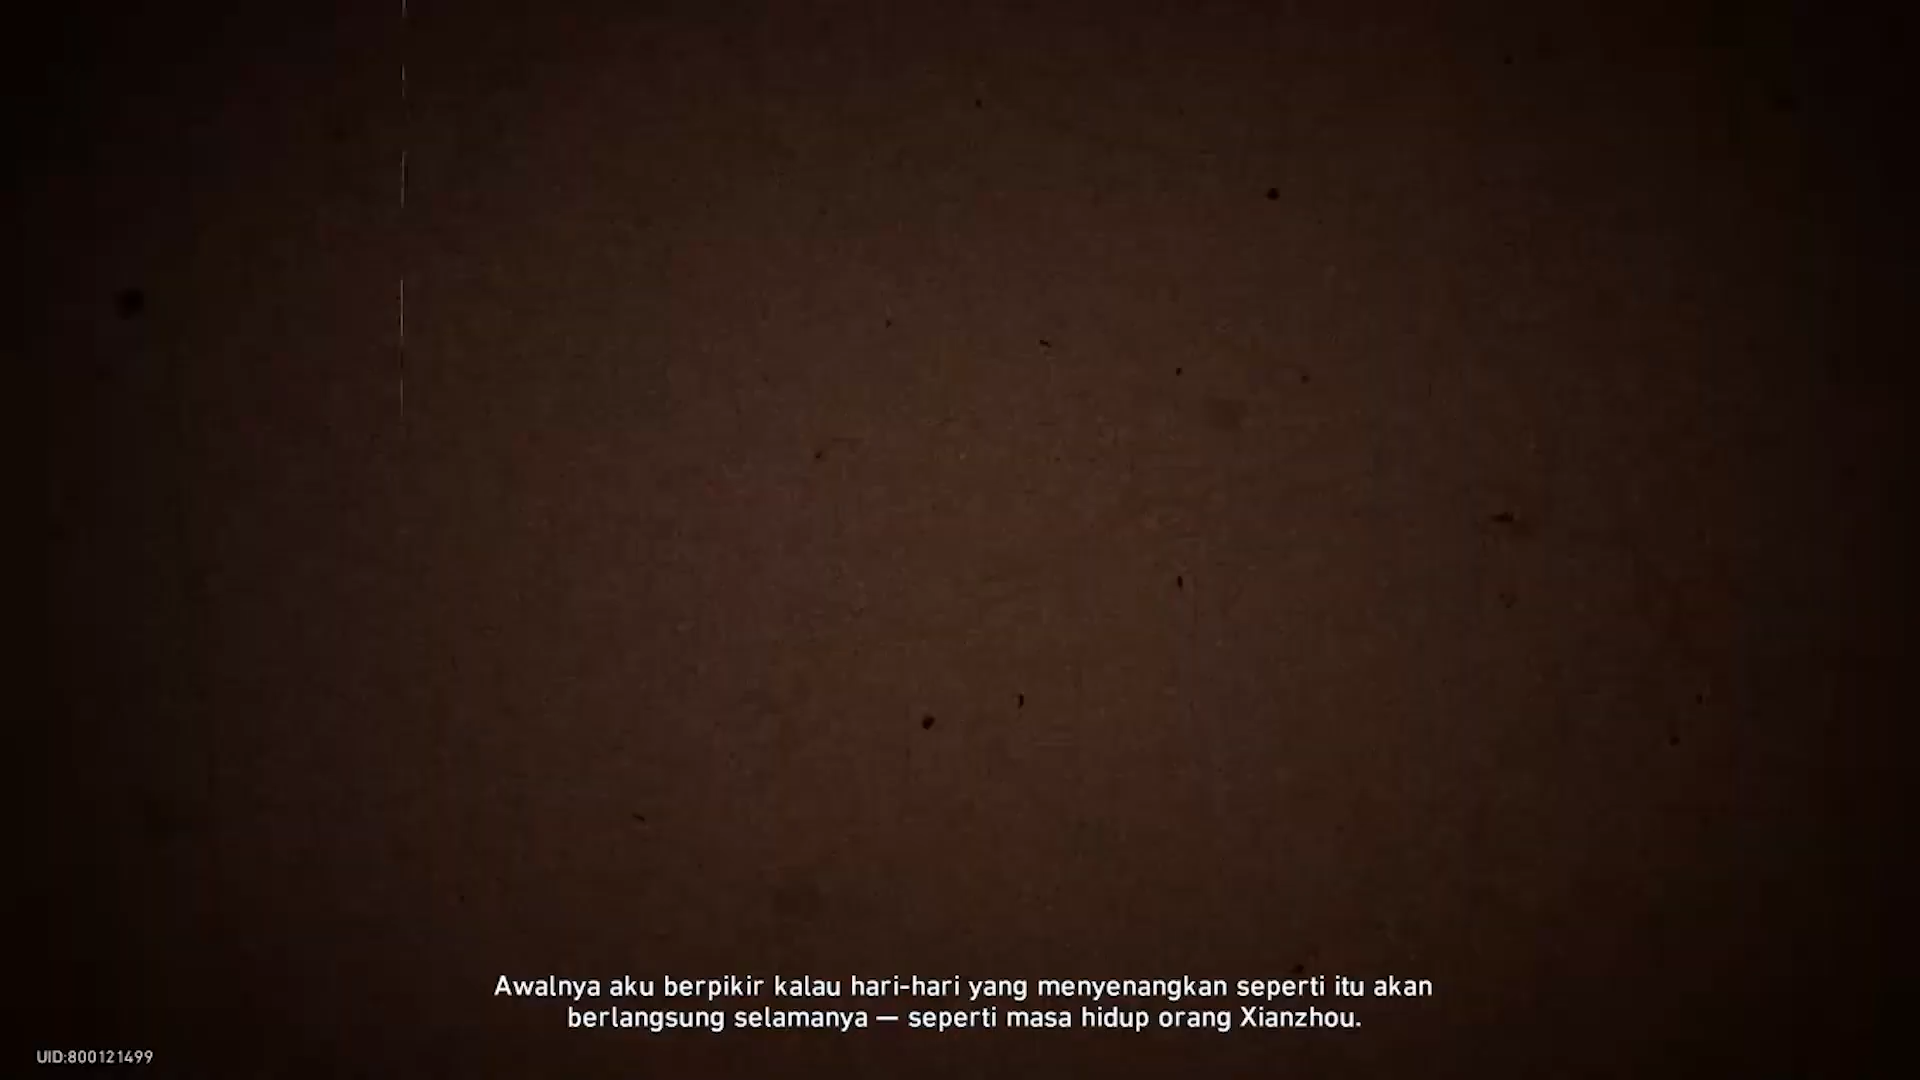 Awalnya aku berpikir kalau hari-hari yang menyenangkan seperti itu akan
berlangsung selamanya — seperti masa hidup orang Xianzhou.
UID:800121499